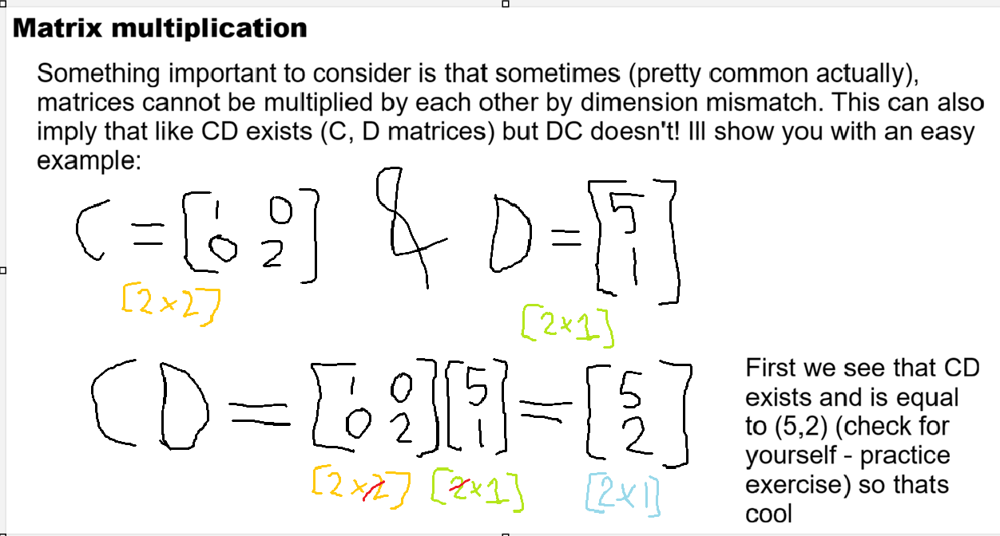 Matrix multiplication
Something important to consider is that sometimes (pretty common actually),
matrices cannot be multiplied by each other by dimension mismatch. This can also
imply that like CD exists (C, D matrices) but DC doesn't! Ill show you with an easy
example:
C = [1 0 & D = [5
0 2] 1]
[2×2] [2×1]
CD = [1 0 [5 = [5
0 2] 1] 2]
[2×2] [2×1] [2×1]
First we see that CD
exists and is equal
to (5,2) (check for
yourself - practice
exercise) so thats
cool